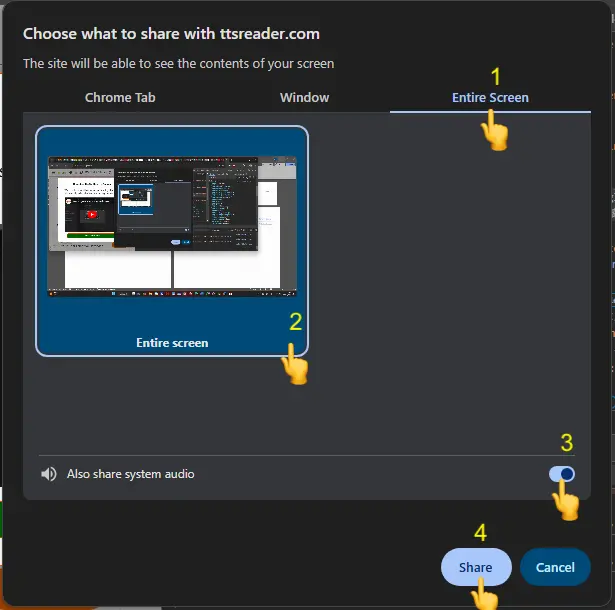 Choose what to share with ttsreader.com
The site will be able to see the contents of your screen
1
Chrome Tab Window Entire Screen
2
Entire screen
3
Also share system audio
4
Share Cancel